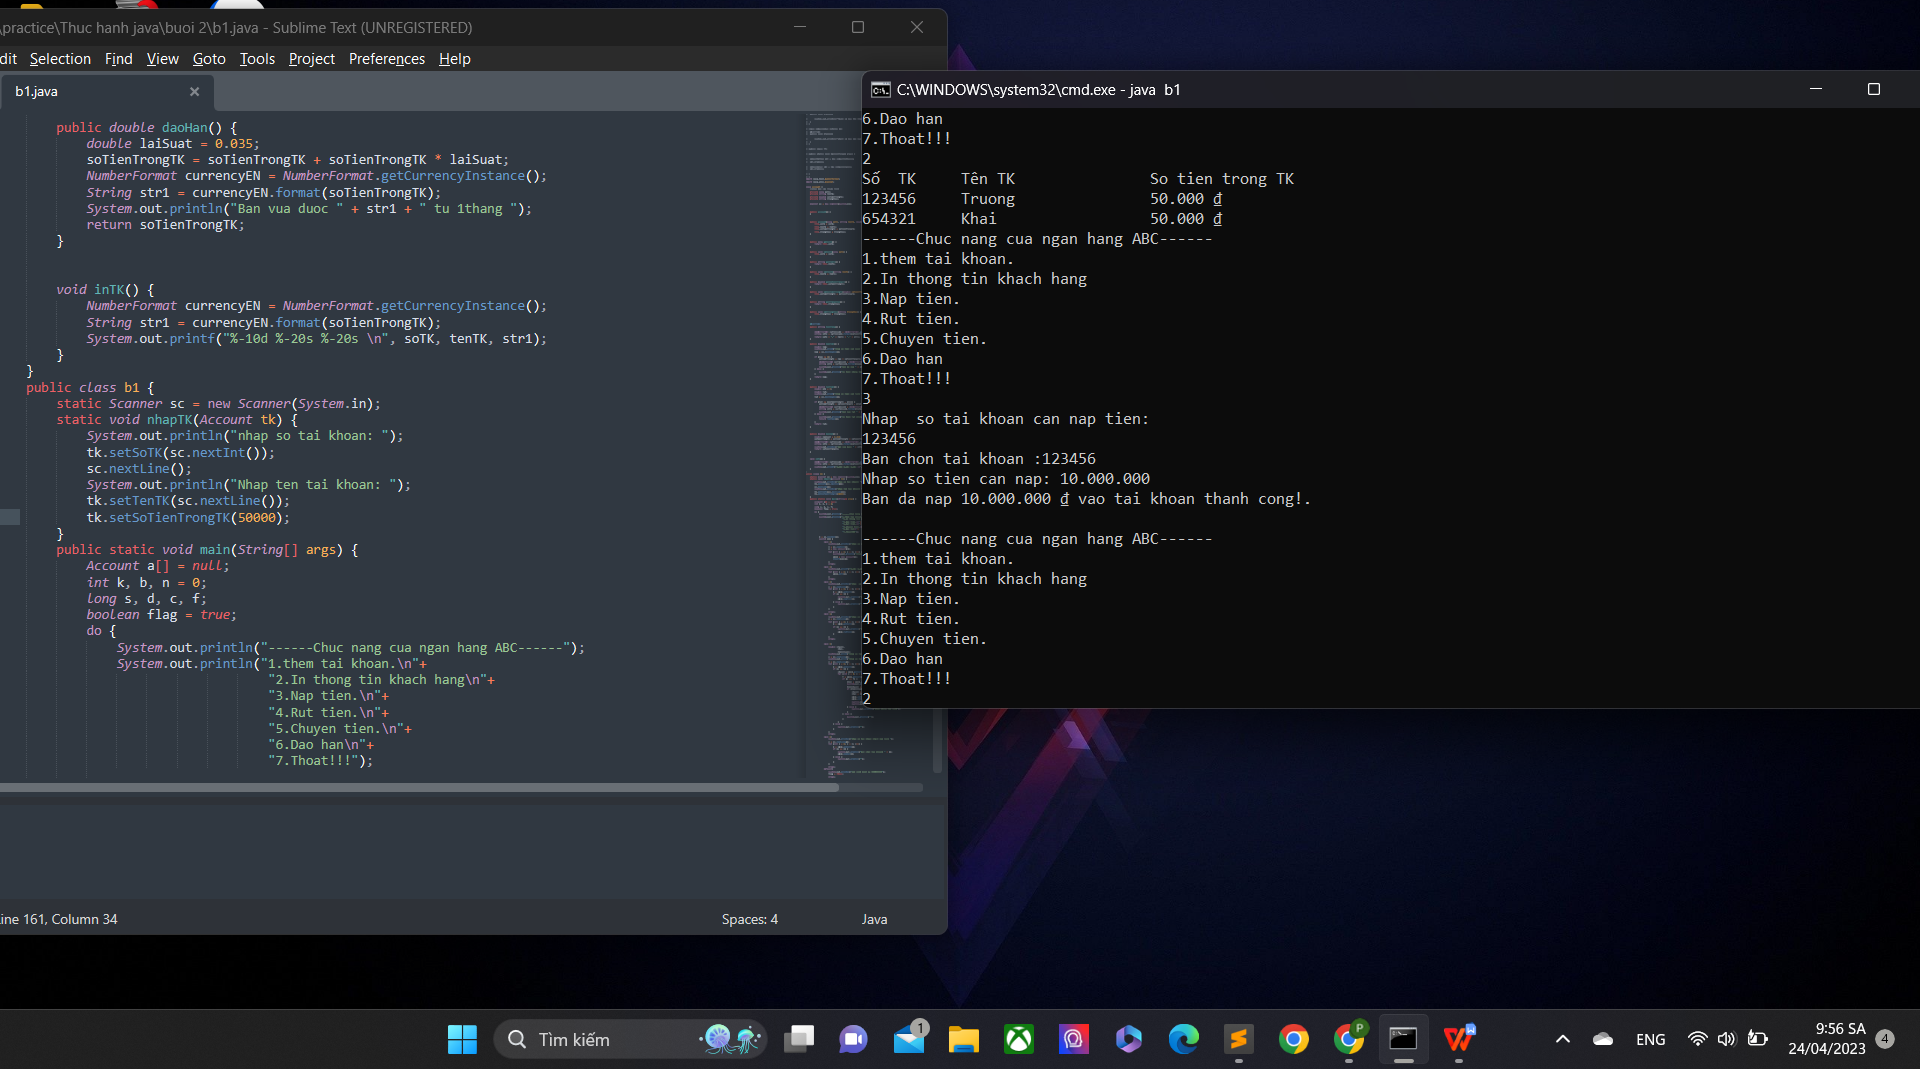 \practice\Thuc hanh java\buoi 2\b1.java - Sublime Text (UNREGISTERED)
dit Selection Find View Goto Tools Project Preferences Help
b1.java
public double daoHan() {
double laiSuat = 0.035;
soTienTrongTK = soTienTrongTK + soTienTrongTK * laiSuat;
NumberFormat currencyEN = NumberFormat.getCurrencyInstance();
String str1 = currencyEN.format(soTienTrongTK);
System.out.println("Ban vua duoc " + str1 + " tu 1thang ");
return soTienTrongTK;
}
void inTK() {
NumberFormat currencyEN = NumberFormat.getCurrencyInstance();
String str1 = currencyEN.format(soTienTrongTK);
System.out.printf("%-10d %-20s %-20s \n", soTK, tenTK, str1);
}
}
public class b1 {
static Scanner sc = new Scanner(System.in);
static void nhapTK(Account tk) {
System.out.println("nhap so tai khoan: ");
tk.setSoTK(sc.nextInt());
sc.nextLine();
System.out.println("Nhap ten tai khoan: ");
tk.setTenTK(sc.nextLine());
tk.setSoTienTrongTK(50000);
}
public static void main(String[] args) {
Account a[] = null;
int k, b, n = 0;
long s, d, c, f;
boolean flag = true;
do {
System.out.println("------Chuc nang cua ngan hang ABC------");
System.out.println("1.them tai khoan.\n"+
"2.In thong tin khach hang\n"+
"3.Nap tien.\n"+
"4.Rut tien.\n"+
"5.Chuyen tien.\n"+
"6.Dao han\n"+
"7.Thoat!!!");
ine 161, Column 34
Spaces: 4
Java
C:\WINDOWS\system32\cmd.exe - java  b1
6.Dao han
7.Thoat!!!
2
Số  TK     Tên TK               So tien trong TK
123456     Truong               50.000 ₫
654321     Khai                 50.000 ₫
------Chuc nang cua ngan hang ABC------
1.them tai khoan.
2.In thong tin khach hang
3.Nap tien.
4.Rut tien.
5.Chuyen tien.
6.Dao han
7.Thoat!!!
3
Nhap  so tai khoan can nap tien:
123456
Ban chon tai khoan :123456
Nhap so tien can nap: 10.000.000
Ban da nap 10.000.000 ₫ vao tai khoan thanh cong!.
------Chuc nang cua ngan hang ABC------
1.them tai khoan.
2.In thong tin khach hang
3.Nap tien.
4.Rut tien.
5.Chuyen tien.
6.Dao han
7.Thoat!!!
2
Tìm kiếm
1
P
ENG
9:56 SA
24/04/2023
4